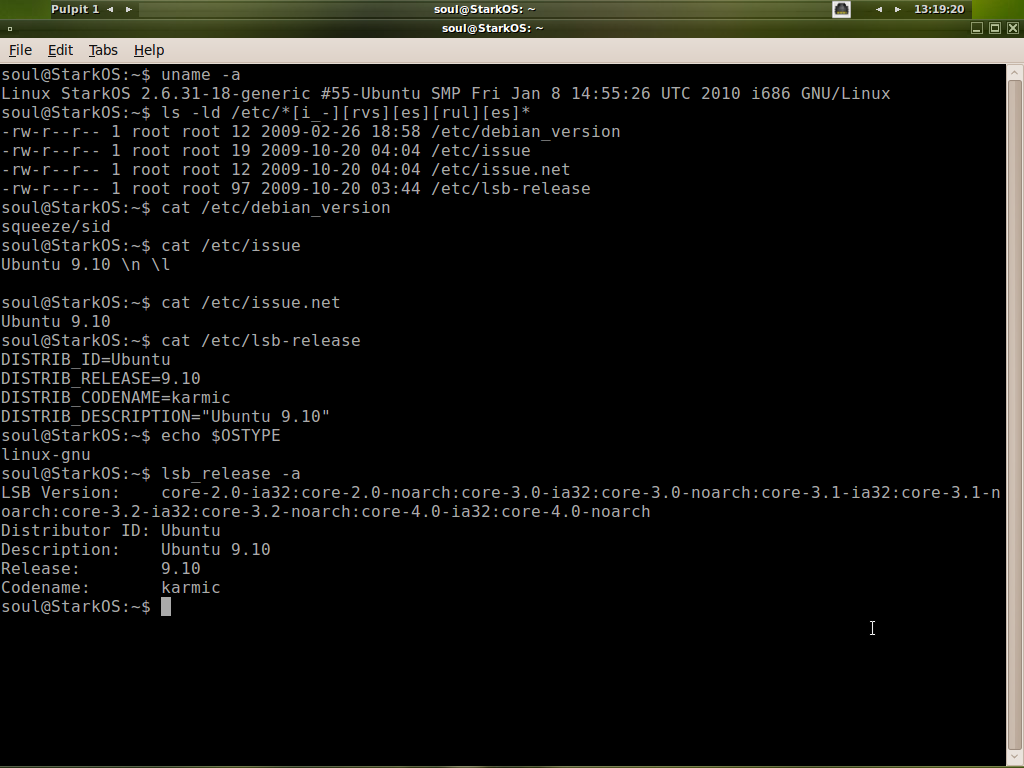 Pulpit 1 soul@StarkOS: ~ 13:19:20
soul@StarkOS: ~
File Edit Tabs Help
soul@StarkOS:~$ uname -a
Linux StarkOS 2.6.31-18-generic #55-Ubuntu SMP Fri Jan 8 14:55:26 UTC 2010 i686 GNU/Linux
soul@StarkOS:~$ ls -ld /etc/*[i_-][rvs][es][rul][es]*
-rw-r--r-- 1 root root 12 2009-02-26 18:58 /etc/debian_version
-rw-r--r-- 1 root root 19 2009-10-20 04:04 /etc/issue
-rw-r--r-- 1 root root 12 2009-10-20 04:04 /etc/issue.net
-rw-r--r-- 1 root root 97 2009-10-20 03:44 /etc/lsb-release
soul@StarkOS:~$ cat /etc/debian_version
squeeze/sid
soul@StarkOS:~$ cat /etc/issue
Ubuntu 9.10 \n \l
soul@StarkOS:~$ cat /etc/issue.net
Ubuntu 9.10
soul@StarkOS:~$ cat /etc/lsb-release
DISTRIB_ID=Ubuntu
DISTRIB_RELEASE=9.10
DISTRIB_CODENAME=karmic
DISTRIB_DESCRIPTION="Ubuntu 9.10"
soul@StarkOS:~$ echo $OSTYPE
linux-gnu
soul@StarkOS:~$ lsb_release -a
LSB Version:    core-2.0-ia32:core-2.0-noarch:core-3.0-ia32:core-3.0-noarch:core-3.1-ia32:core-3.1-n
oarch:core-3.2-ia32:core-3.2-noarch:core-4.0-ia32:core-4.0-noarch
Distributor ID: Ubuntu
Description:    Ubuntu 9.10
Release:        9.10
Codename:       karmic
soul@StarkOS:~$